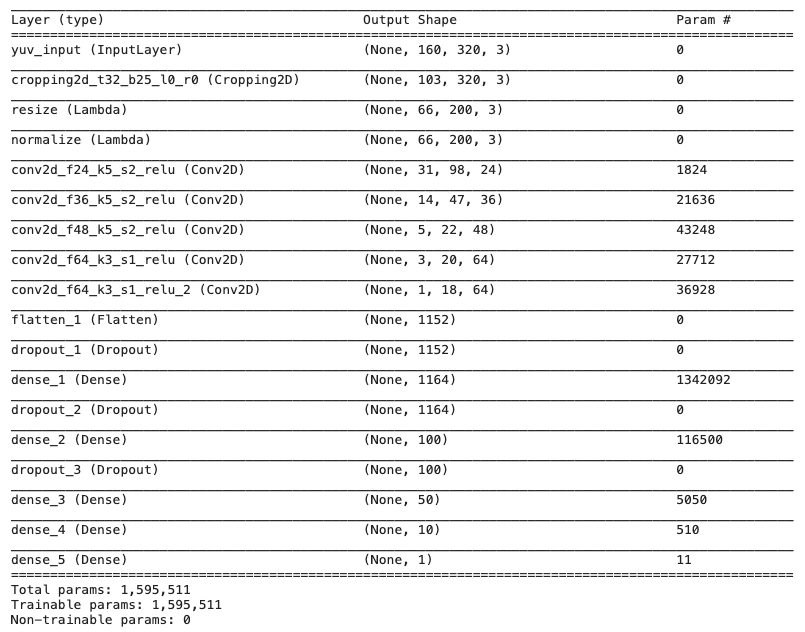 Layer (type)                                 Output Shape                            Param #
yuv_input (InputLayer)                       (None, 160, 320, 3)                     0
cropping2d_t32_b25_l0_r0 (Cropping2D)        (None, 103, 320, 3)                     0
resize (Lambda)                              (None, 66, 200, 3)                      0
normalize (Lambda)                           (None, 66, 200, 3)                      0
conv2d_f24_k5_s2_relu (Conv2D)               (None, 31, 98, 24)                      1824
conv2d_f36_k5_s2_relu (Conv2D)               (None, 14, 47, 36)                      21636
conv2d_f48_k5_s2_relu (Conv2D)               (None, 5, 22, 48)                       43248
conv2d_f64_k3_s1_relu (Conv2D)               (None, 3, 20, 64)                       27712
conv2d_f64_k3_s1_relu_2 (Conv2D)             (None, 1, 18, 64)                       36928
flatten_1 (Flatten)                          (None, 1152)                            0
dropout_1 (Dropout)                          (None, 1152)                            0
dense_1 (Dense)                              (None, 1164)                            1342092
dropout_2 (Dropout)                          (None, 1164)                            0
dense_2 (Dense)                              (None, 100)                             116500
dropout_3 (Dropout)                          (None, 100)                             0
dense_3 (Dense)                              (None, 50)                              5050
dense_4 (Dense)                              (None, 10)                              510
dense_5 (Dense)                              (None, 1)                               11
Total params: 1,595,511
Trainable params: 1,595,511
Non-trainable params: 0